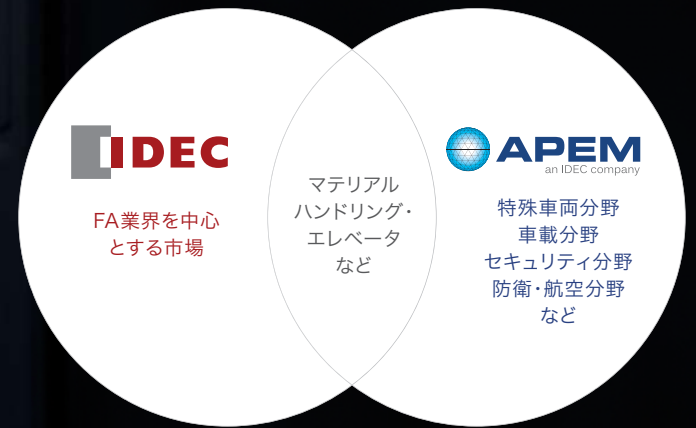 IDEC
FA業界を中心
とする市場
マテリアル
ハンドリング・
エレベータ
など
APEM
an IDEC company
特殊車両分野
車載分野
セキュリティ分野
防衛・航空分野
など